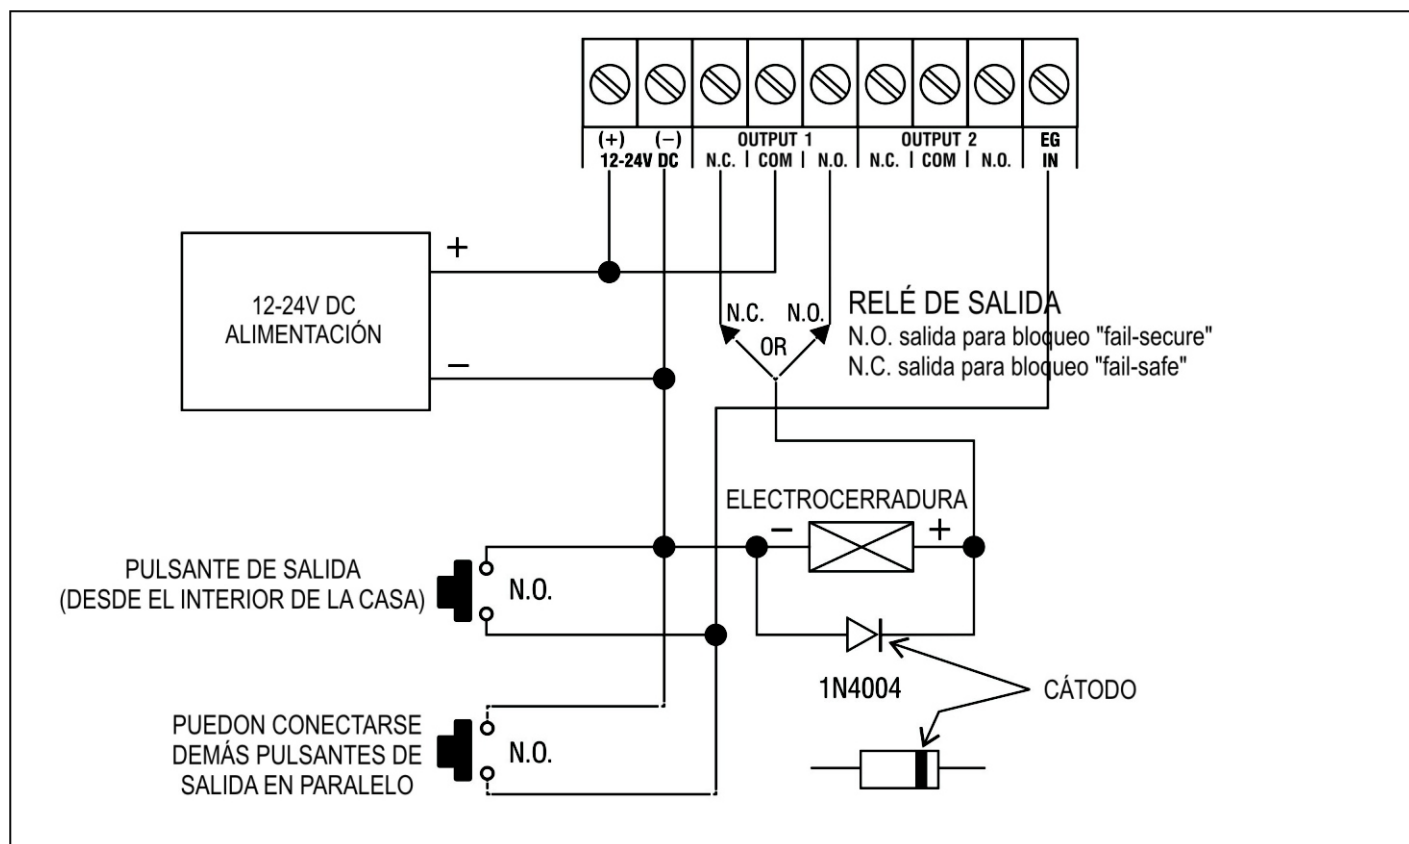 (+) (−) OUTPUT 1 OUTPUT 2 EG
12-24V DC N.C. | COM | N.O. N.C. | COM | N.O. IN
+
12-24V DC
ALIMENTACIÓN
−
N.C. N.O.
OR
RELÉ DE SALIDA
N.O. salida para bloqueo "fail-secure"
N.C. salida para bloqueo "fail-safe"
ELECTROCERRADURA
− +
PULSANTE DE SALIDA
(DESDE EL INTERIOR DE LA CASA)
N.O.
1N4004
CÁTODO
PUEDON CONECTARSE
DEMÁS PULSANTES DE
SALIDA EN PARALELO
N.O.